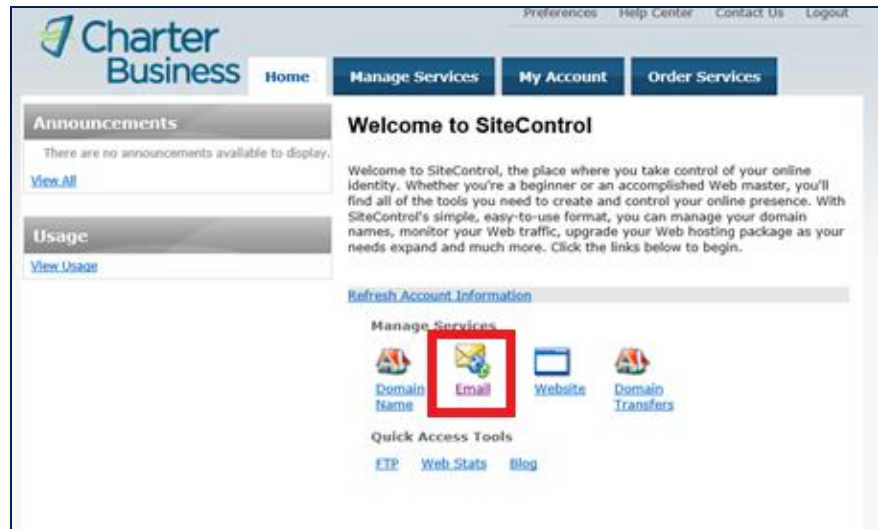 Preferences Help Center Contact Us Logout
Charter
Business
Home Manage Services My Account Order Services
Announcements
There are no announcements available to display.
View All
Usage
View Usage
Welcome to SiteControl
Welcome to SiteControl, the place where you take control of your online
identity. Whether you're a beginner or an accomplished Web master, you'll
find all of the tools you need to create and control your online presence. With
SiteControl's simple, easy-to-use format, you can manage your domain
names, monitor your Web traffic, upgrade your Web hosting package as your
needs expand and much more. Click the links below to begin.
Refresh Account Information
Manage Services
Domain Name
Email
Website
Domain Transfers
Quick Access Tools
FTP Web Stats Blog